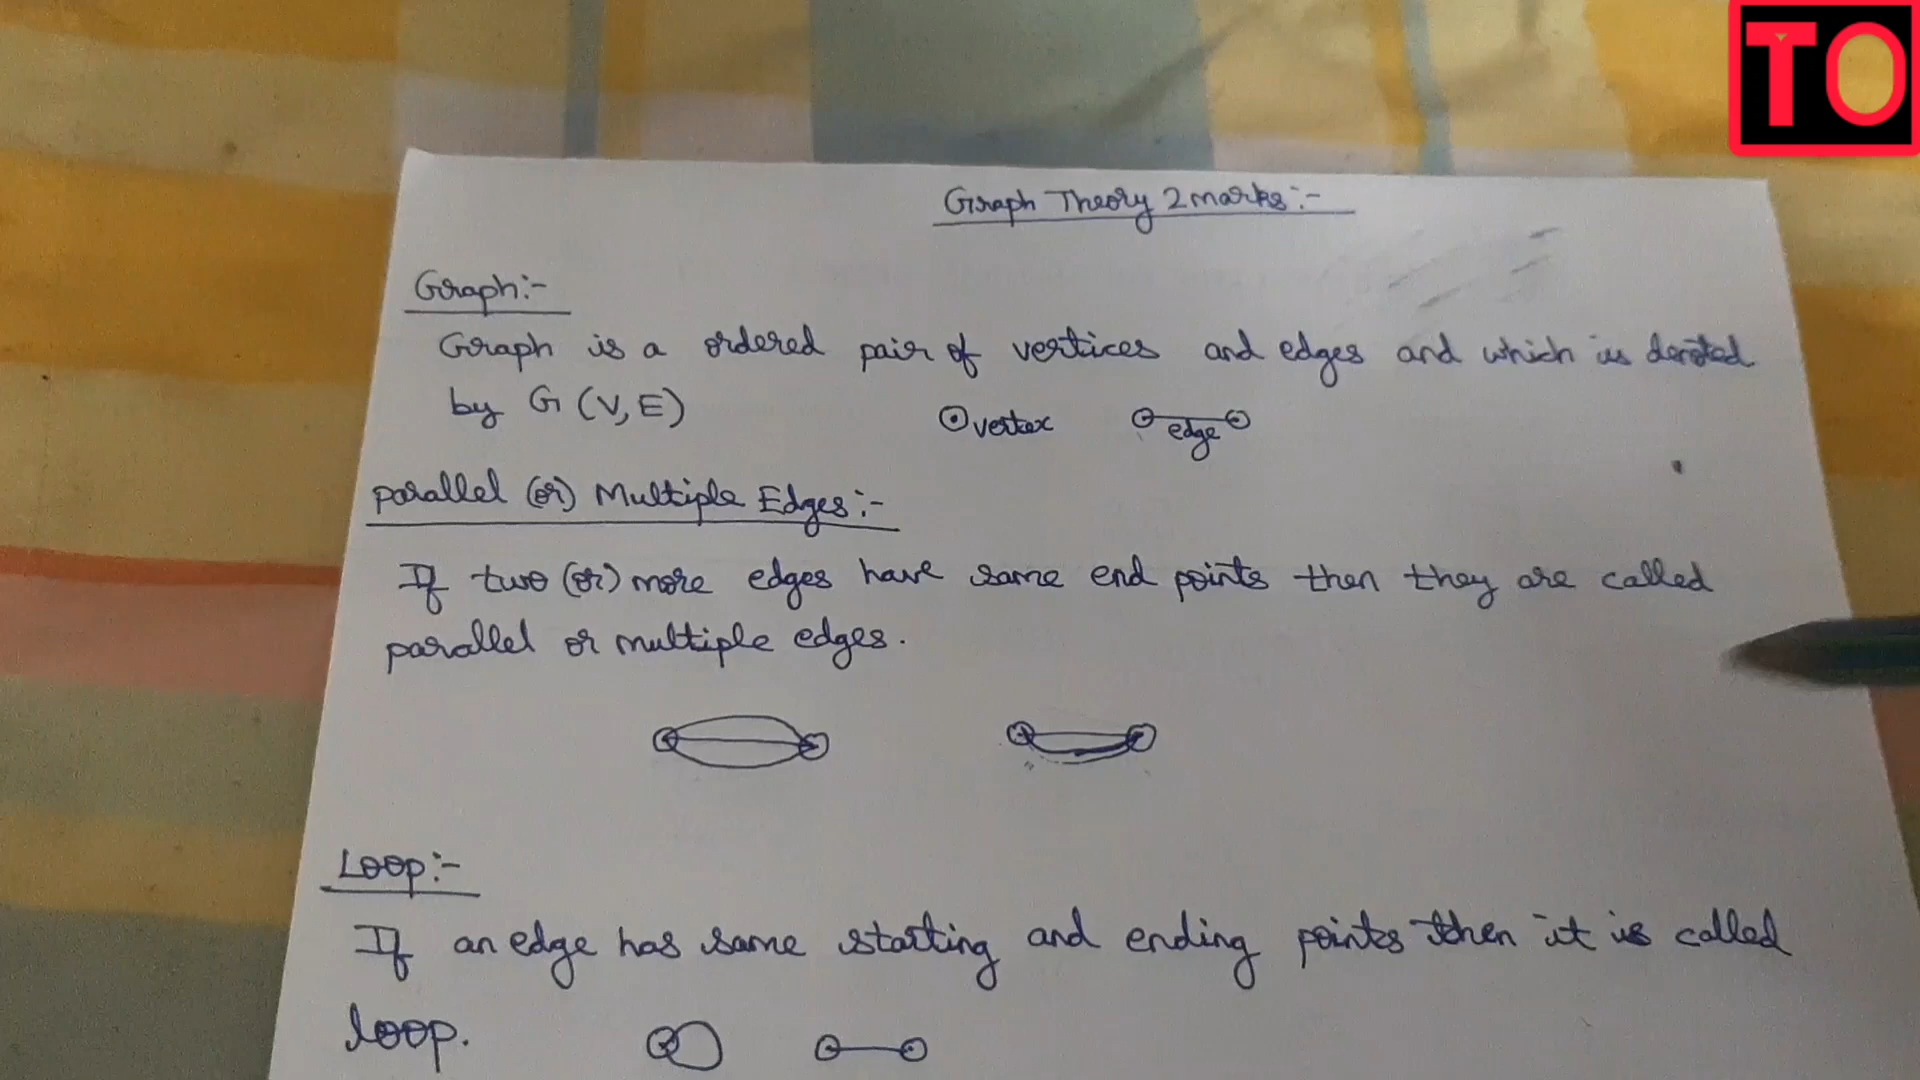 TO
Graph Theory 2 marks:-
Graph:-
Graph is a ordered pair of vertices and edges and which is denoted
by G (V, E)
vertex
edge
parallel (or) Multiple Edges:-
If two (or) more edges have same end points then they are called
parallel or multiple edges.
Loop:-
If an edge has same starting and ending points then it is called
loop.